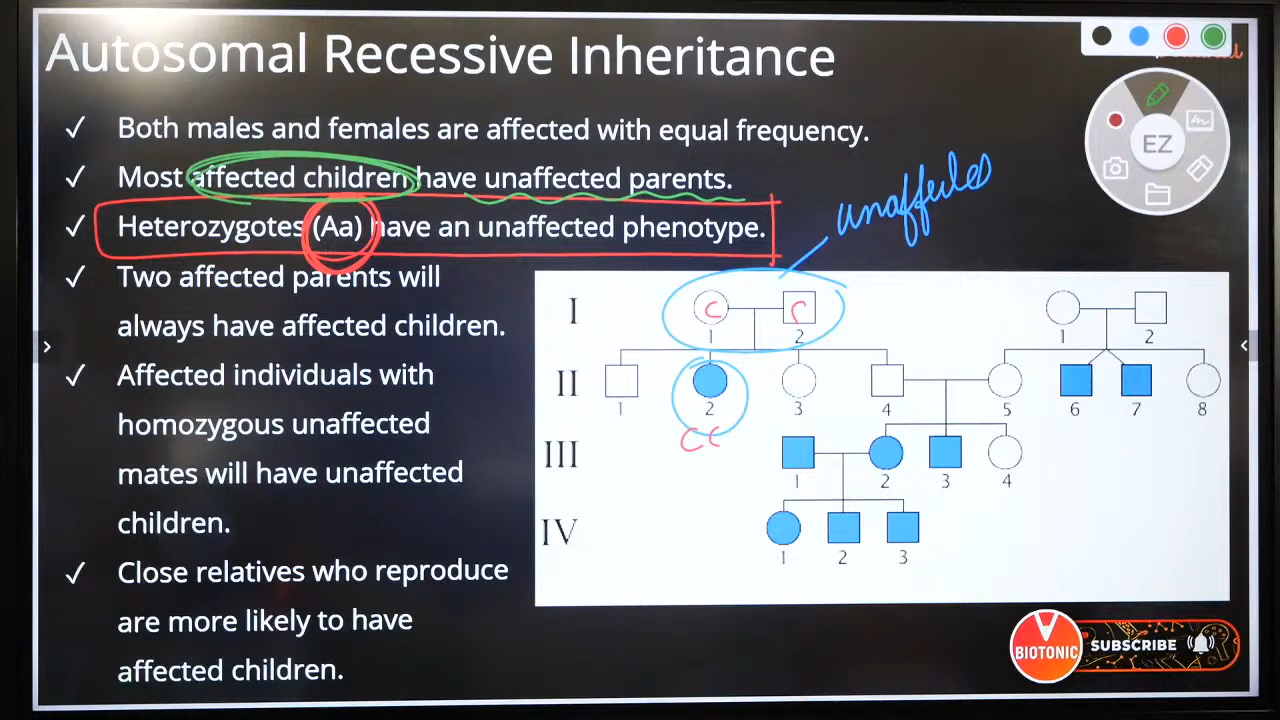 Autosomal Recessive Inheritance
✓ Both males and females are affected with equal frequency.
✓ Most affected children have unaffected parents.
✓ Heterozygotes (Aa) have an unaffected phenotype.
✓ Two affected parents will
always have affected children.
✓ Affected individuals with
homozygous unaffected
mates will have unaffected
children.
✓ Close relatives who reproduce
are more likely to have
affected children.
EZ
I
c
1 2 1 2
II
1 2 3 4 5 6 7 8
cc
III
1 2 3 4
IV
1 2 3
BIOTONIC
SUBSCRIBE